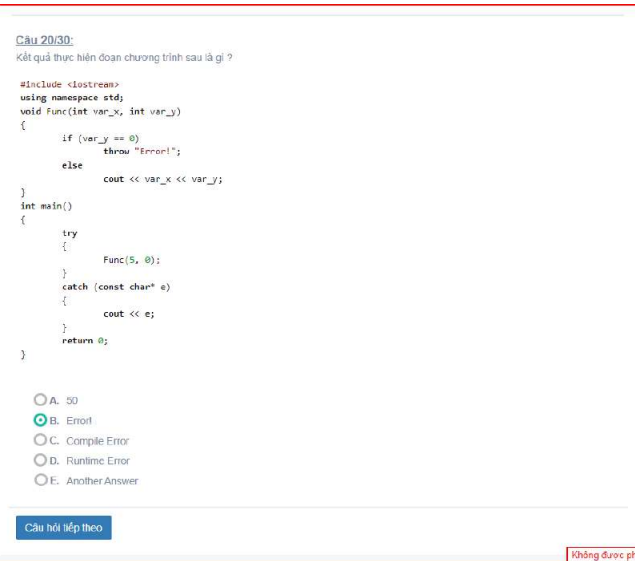 Câu 20/30:
Kết quả thực hiện đoạn chương trình sau là gì ?
#include <iostream>
using namespace std;
void Func(int var_x, int var_y)
{
if (var_y == 0)
throw "Error!";
else
cout << var_x << var_y;
}
int main()
{
try
{
Func(5, 0);
}
catch (const char* e)
{
cout << e;
}
return 0;
}
A. 50
B. Error!
C. Compile Error
D. Runtime Error
E. Another Answer
Câu hỏi tiếp theo
Không được ph